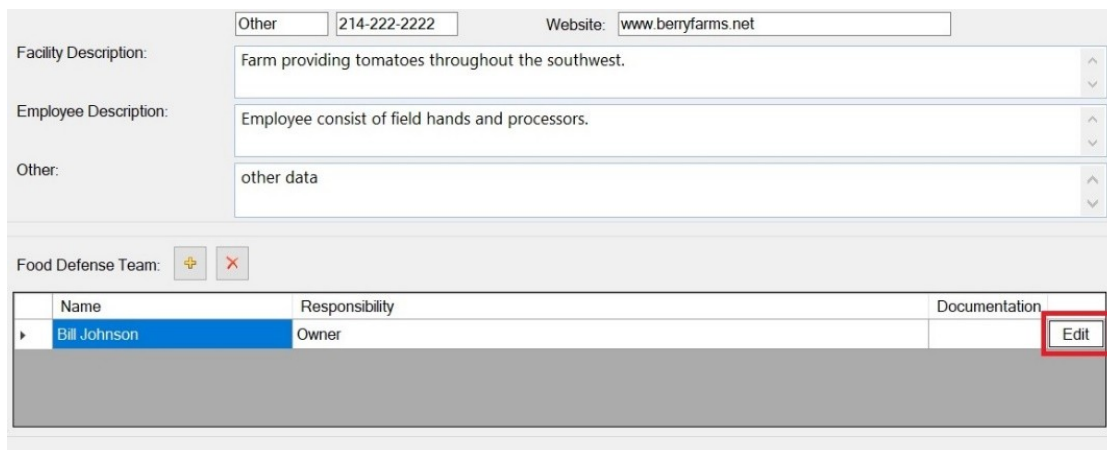 Other 214-222-2222 Website: www.berryfarms.net
Facility Description: Farm providing tomatoes throughout the southwest.
Employee Description: Employee consist of field hands and processors.
Other: other data
Food Defense Team:
Name Responsibility Documentation
Bill Johnson Owner Edit